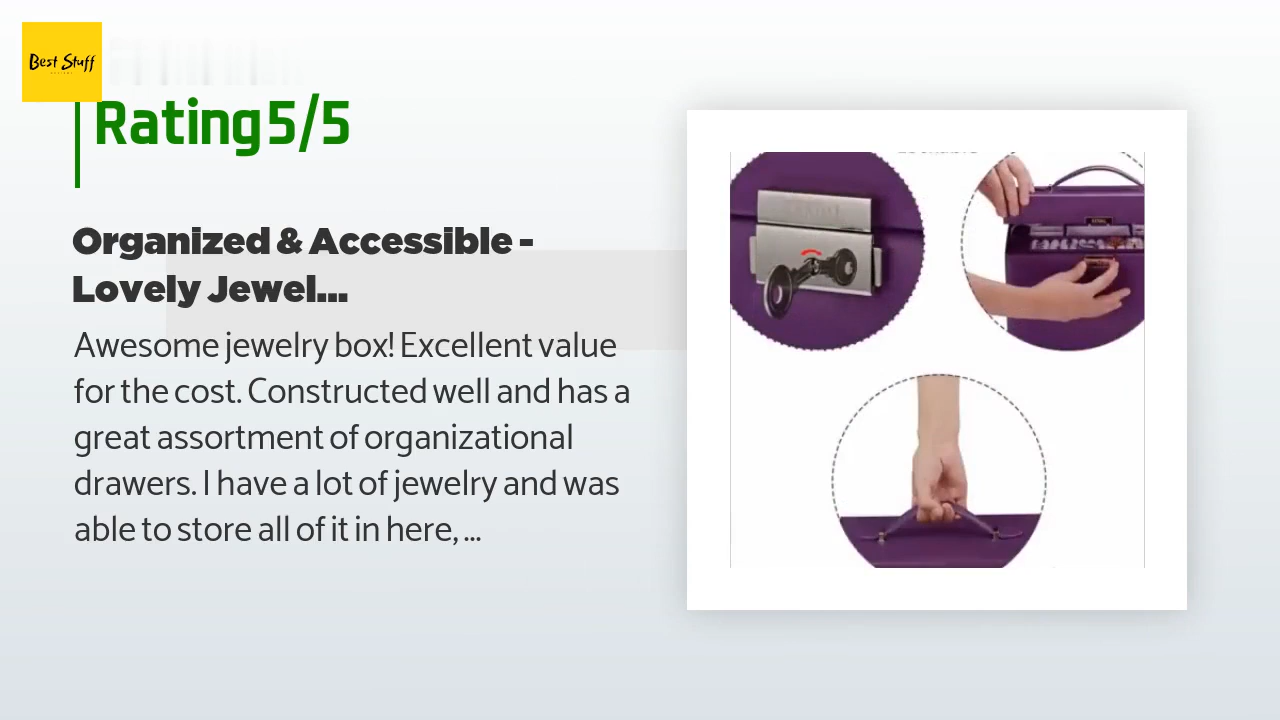 Best Stuff
Rating 5/5
Organized & Accessible -
Lovely Jewel...
Awesome jewelry box! Excellent value
for the cost. Constructed well and has a
great assortment of organizational
drawers. I have a lot of jewelry and was
able to store all of it in here, ...